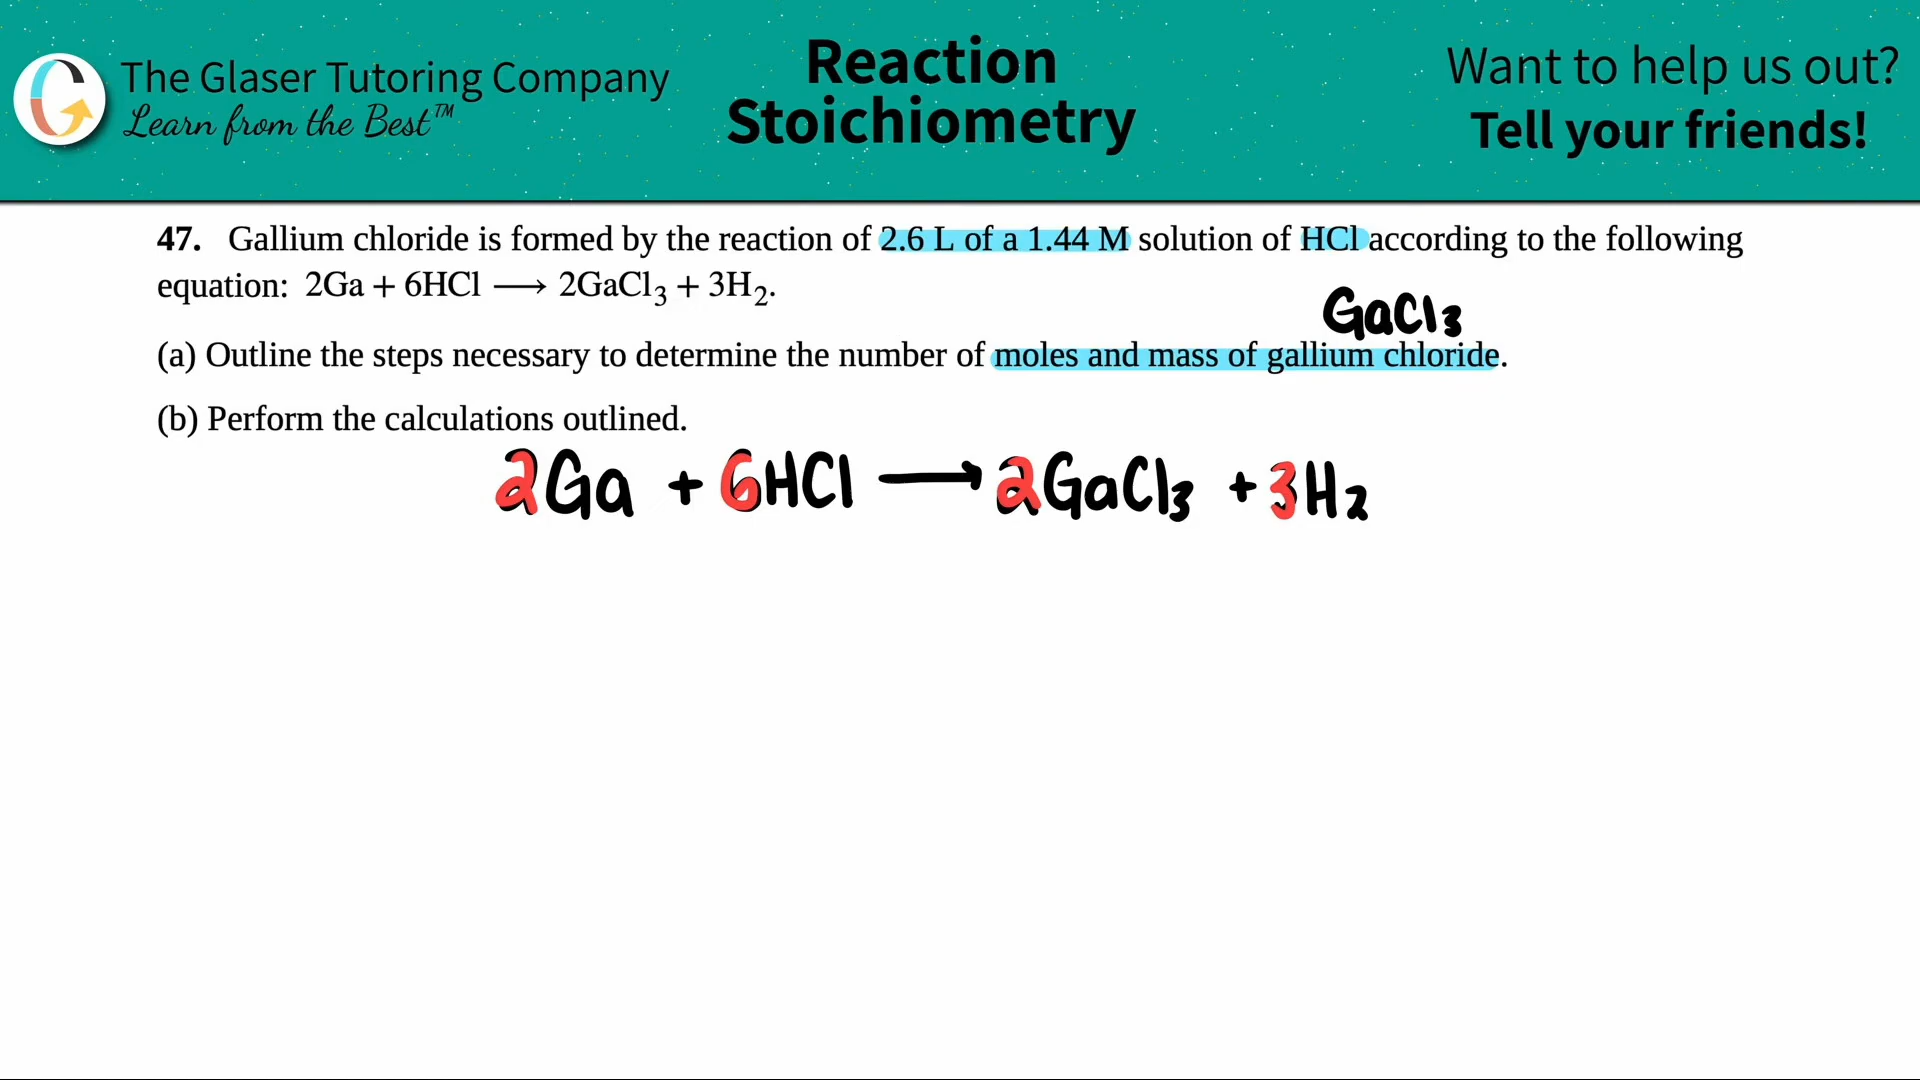 The Glaser Tutoring Company
Learn from the Best™
Reaction
Stoichiometry
Want to help us out?
Tell your friends!
47. Gallium chloride is formed by the reaction of 2.6 L of a 1.44 M solution of HCl according to the following
equation: 2Ga + 6HCl ⟶ 2GaCl₃ + 3H₂.
GaCl₃
(a) Outline the steps necessary to determine the number of moles and mass of gallium chloride.
(b) Perform the calculations outlined.
2Ga + 6HCl ⟶ 2GaCl₃ + 3H₂